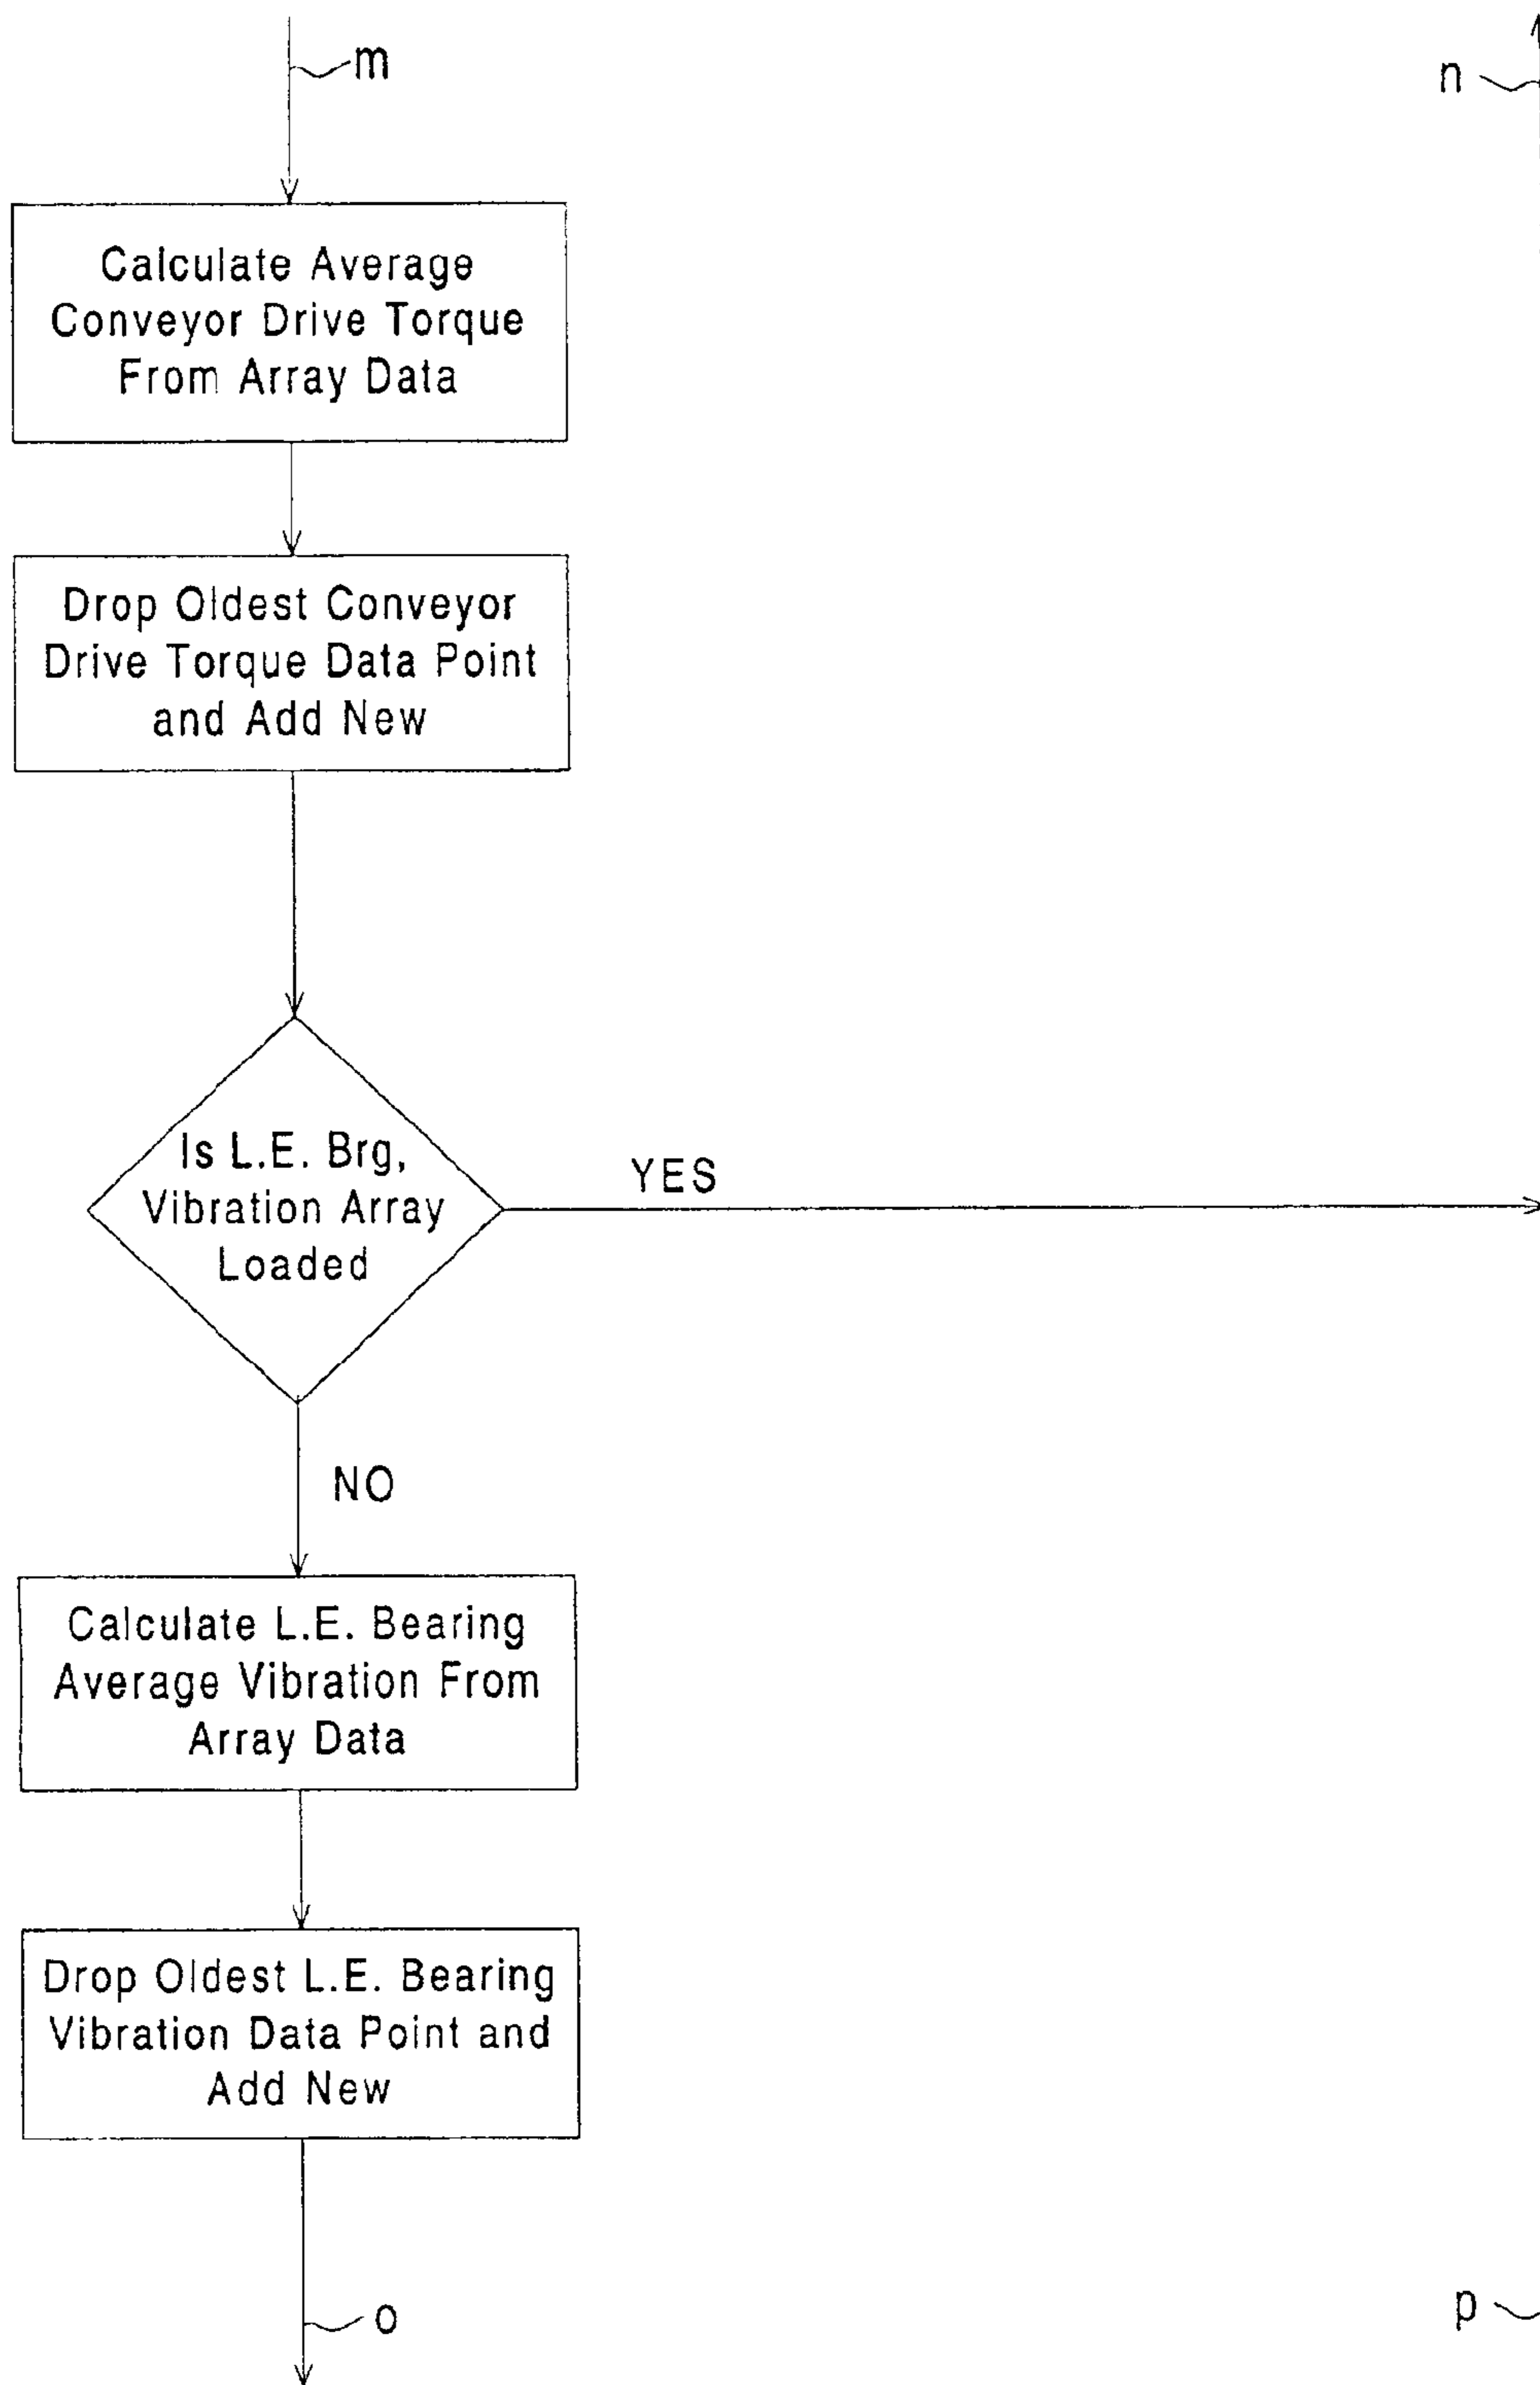 m
n
Calculate Average
Conveyor Drive Torque
From Array Data
Drop Oldest Conveyor
Drive Torque Data Point
and Add New
Is L.E. Brg,
Vibration Array
Loaded
YES
NO
Calculate L.E. Bearing
Average Vibration From
Array Data
Drop Oldest L.E. Bearing
Vibration Data Point and
Add New
o
p